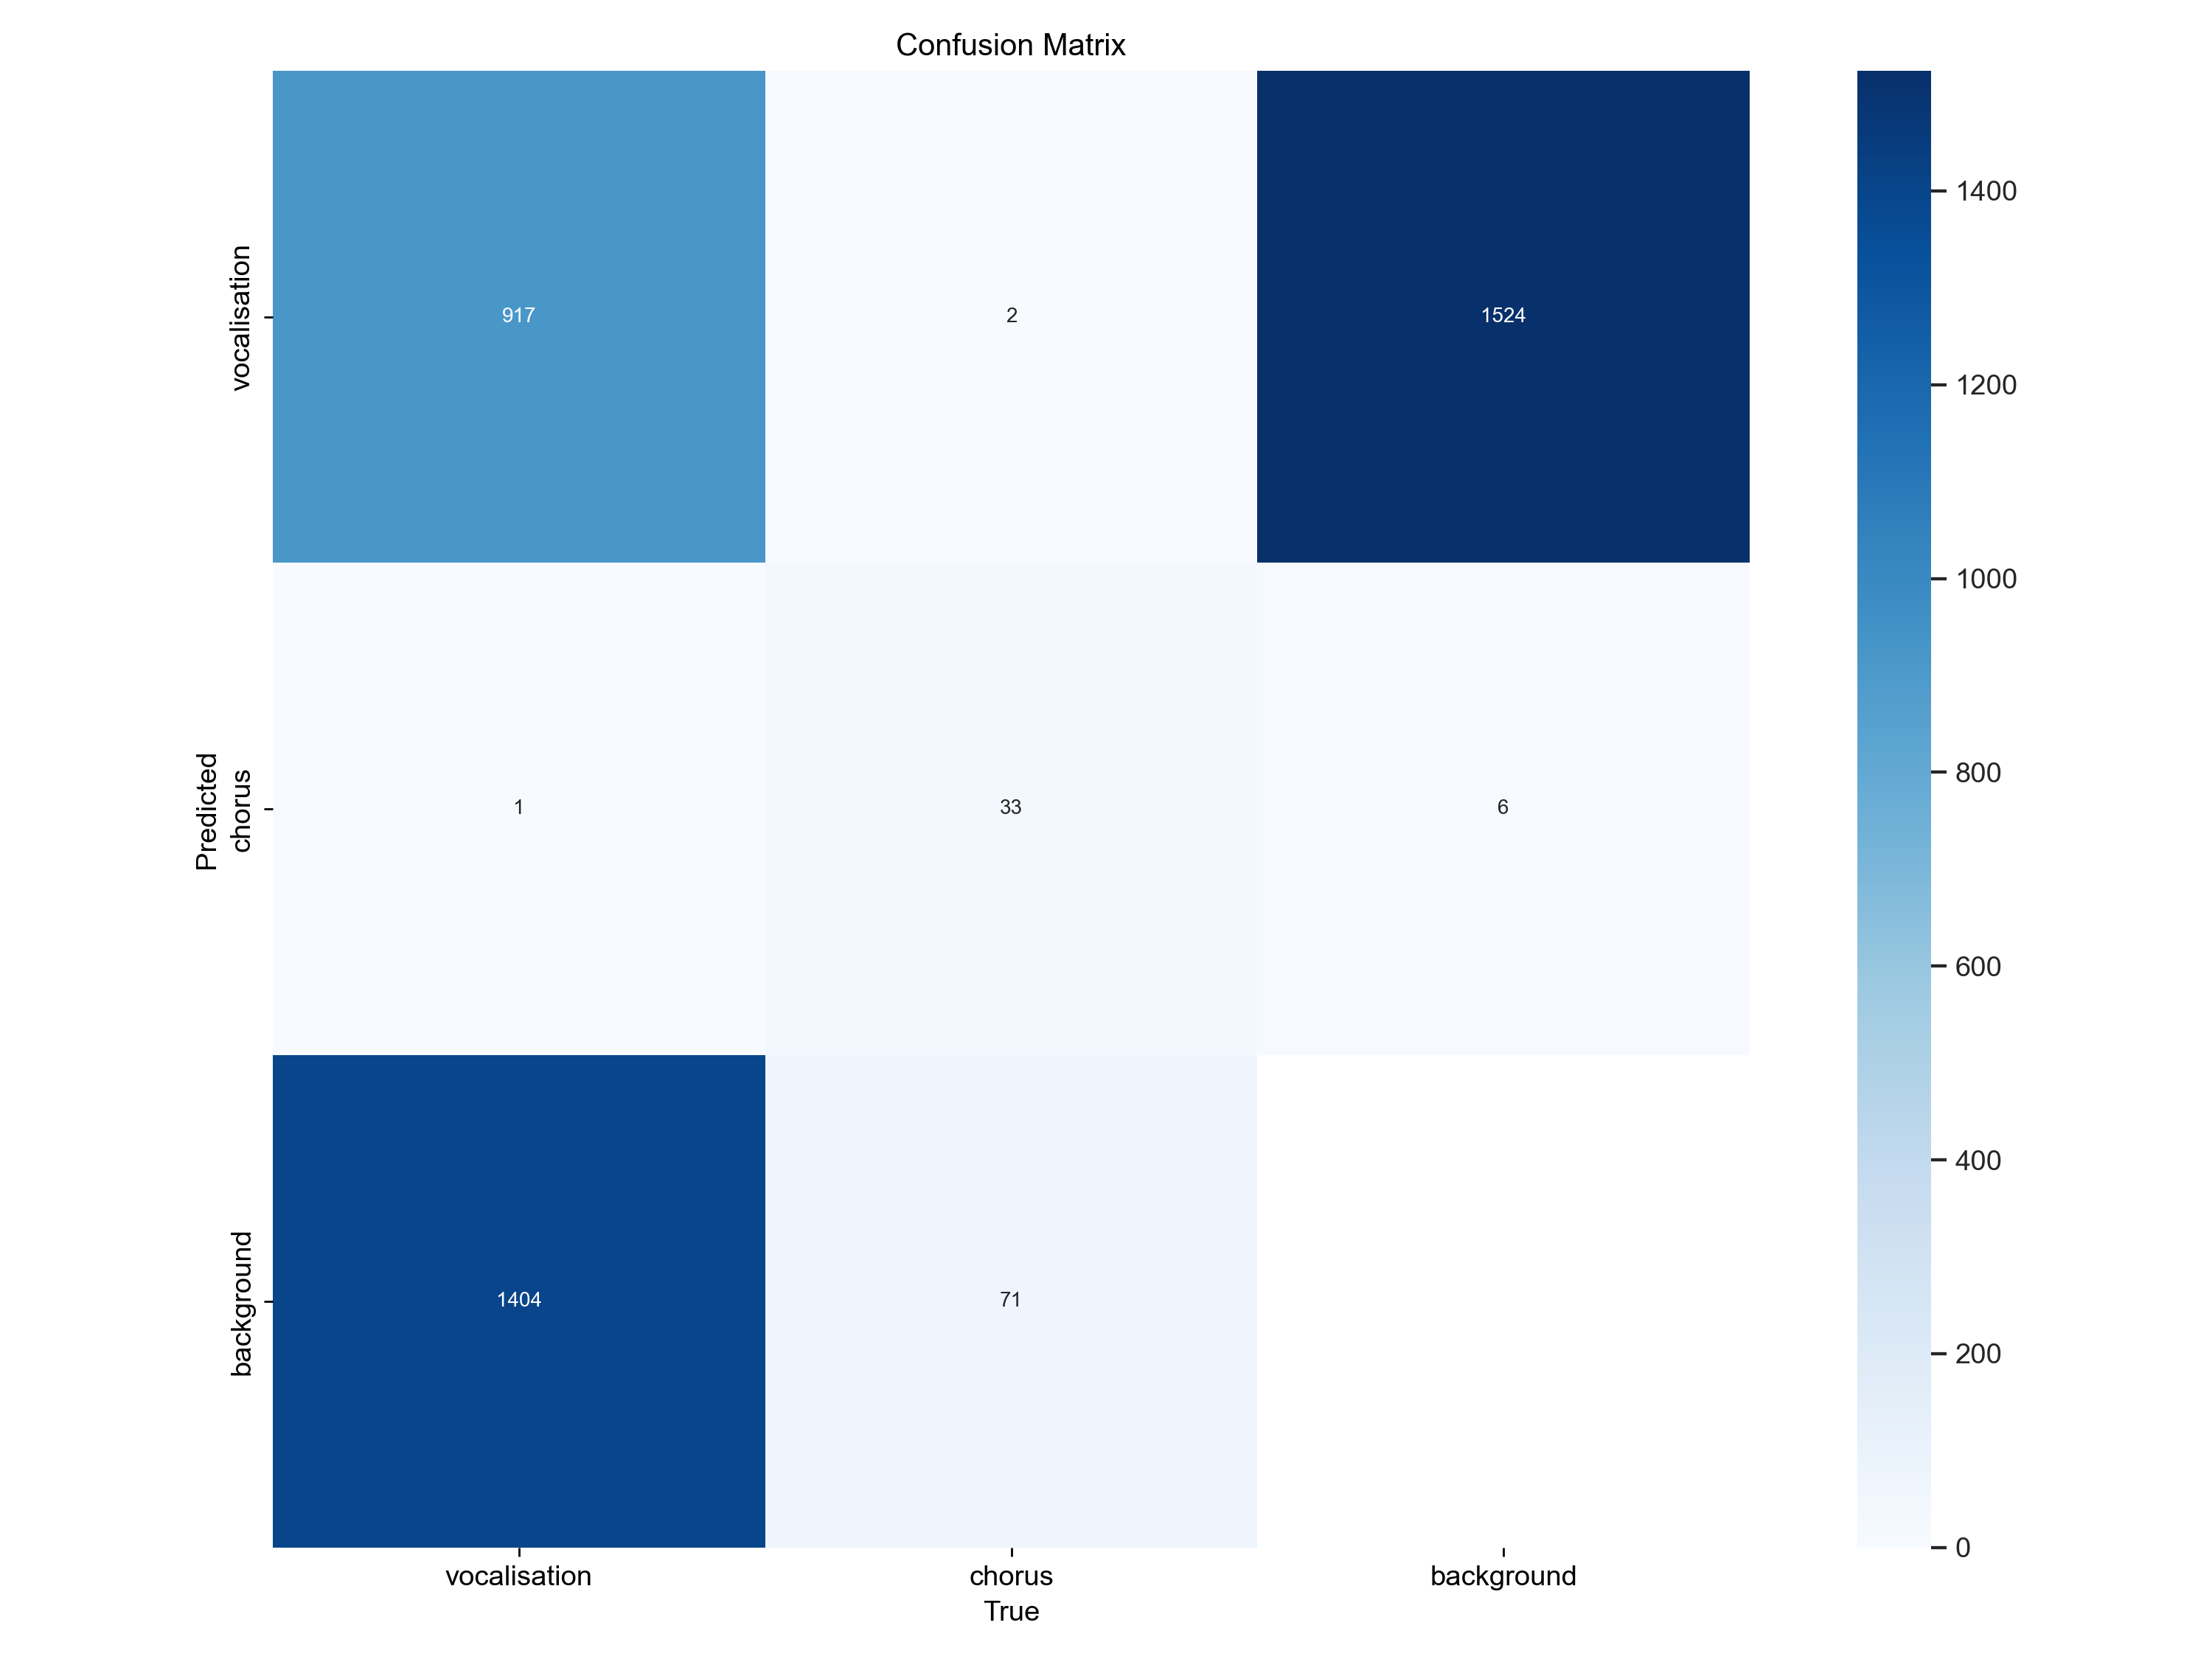 Confusion Matrix
vocalisation
chorus
background
Predicted
917
2
1524
1
33
6
1404
71
vocalisation
chorus
background
True
1400
1200
1000
800
600
400
200
0